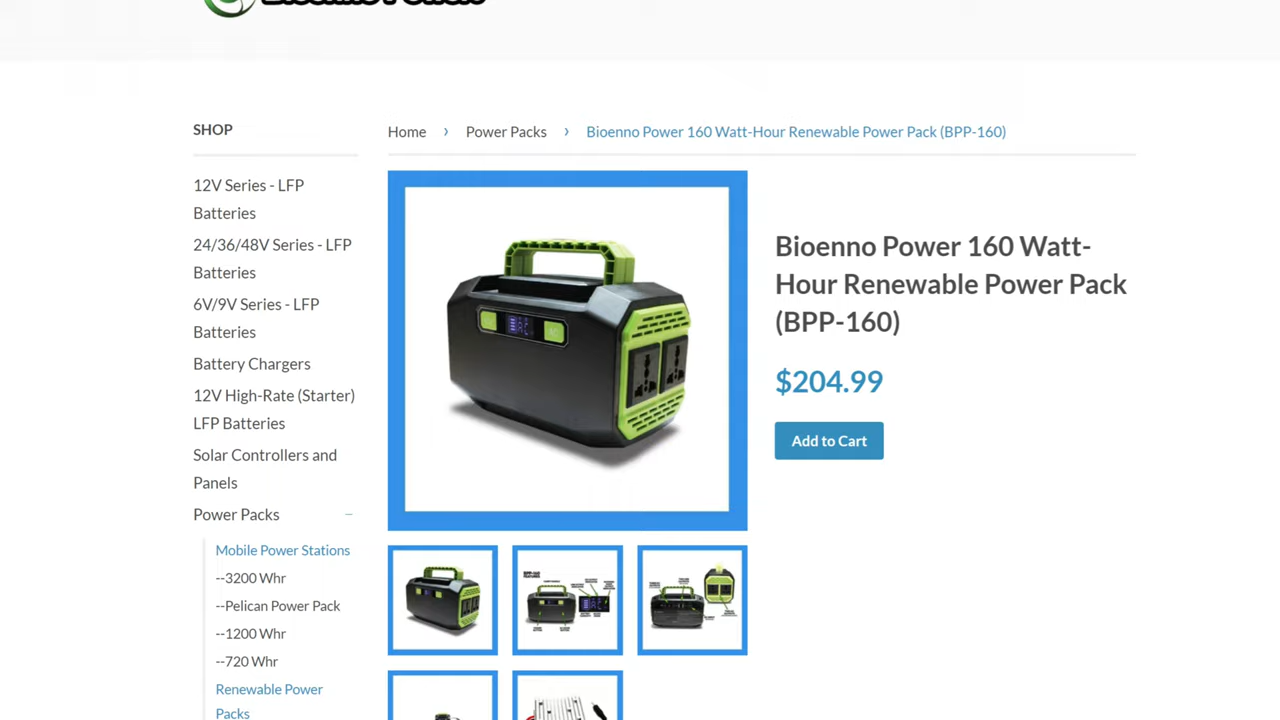 SHOP
12V Series - LFP
Batteries
24/36/48V Series - LFP
Batteries
6V/9V Series - LFP
Batteries
Battery Chargers
12V High-Rate (Starter)
LFP Batteries
Solar Controllers and
Panels
Power Packs
Mobile Power Stations
--3200 Whr
--Pelican Power Pack
--1200 Whr
--720 Whr
Renewable Power
Packs
Home › Power Packs › Bioenno Power 160 Watt-Hour Renewable Power Pack (BPP-160)
Bioenno Power 160 Watt-
Hour Renewable Power Pack
(BPP-160)
$204.99
Add to Cart